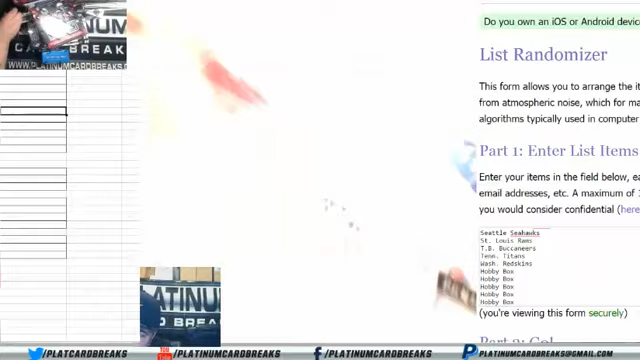 WWW.PLATINUMCARDBREAKS.COM
Do you own an iOS or Android devic
List Randomizer
This form allows you to arrange the it
from atmospheric noise, which for ma
algorithms typically used in computer
Part 1: Enter List Items
Enter your items in the field below, ea
email addresses, etc. A maximum of
you would consider confidential (here
Seattle Seahawks
St. Louis Rams
T.B. Buccaneers
Tenn. Titans
Wash. Redskins
Hobby Box
Hobby Box
Hobby Box
Hobby Box
Hobby Box
(you're viewing this form securely)
ATINU
D BREAK
/PLATCARDBREAKS
/PLATINUMCARDBREAKS
/PLATINUMCARDBREAKS
PLATINUMCARDBREAKS@GMAIL.COM